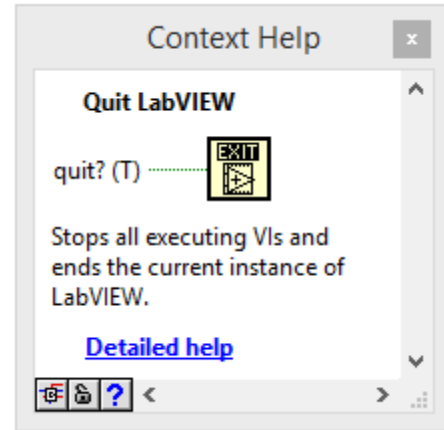 Context Help
x
Quit LabVIEW
quit? (T)
EXIT
Stops all executing VIs and
ends the current instance of
LabVIEW.
Detailed help
?